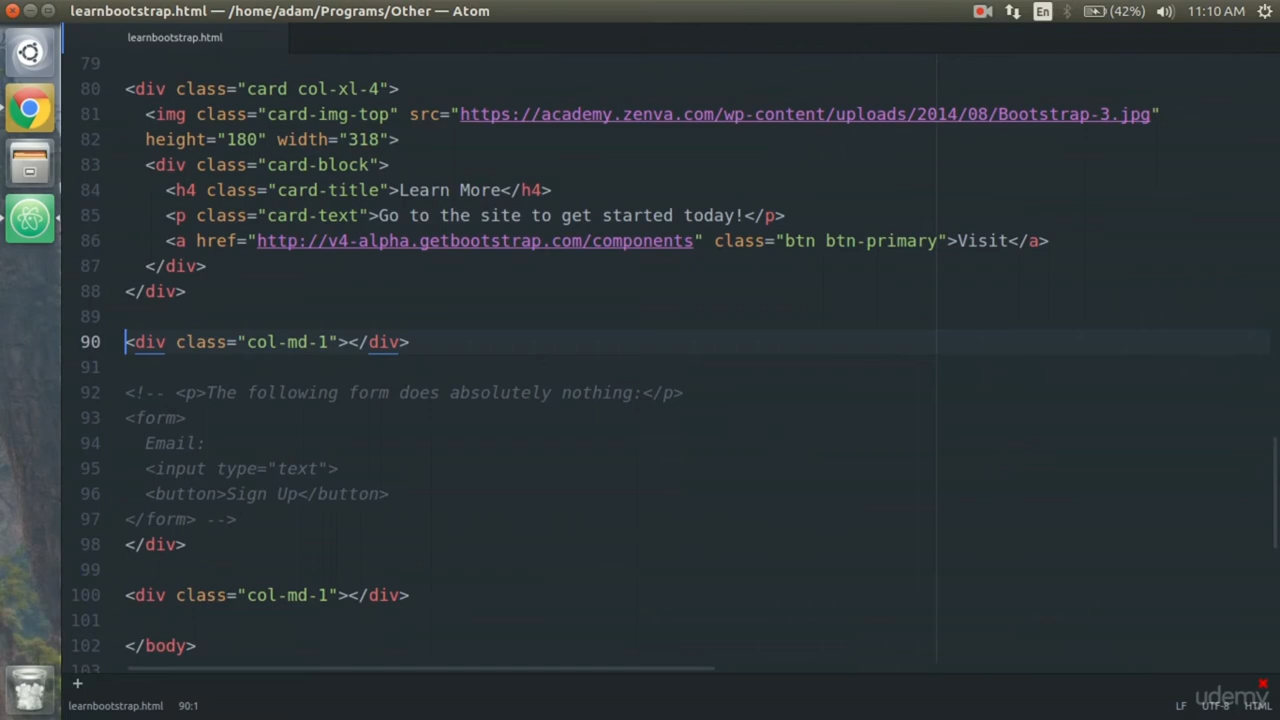 learnbootstrap.html — /home/adam/Programs/Other — Atom
En (42%) 11:10 AM
learnbootstrap.html
79
80 <div class="card col-xl-4">
81 <img class="card-img-top" src="https://academy.zenva.com/wp-content/uploads/2014/08/Bootstrap-3.jpg"
82 height="180" width="318">
83 <div class="card-block">
84 <h4 class="card-title">Learn More</h4>
85 <p class="card-text">Go to the site to get started today!</p>
86 <a href="http://v4-alpha.getbootstrap.com/components" class="btn btn-primary">Visit</a>
87 </div>
88 </div>
89
90 <div class="col-md-1"></div>
91
92 <!-- <p>The following form does absolutely nothing:</p>
93 <form>
94 Email:
95 <input type="text">
96 <button>Sign Up</button>
97 </form> -->
98 </div>
99
100 <div class="col-md-1"></div>
101
102 </body>
103
+
udemy
learnbootstrap.html 90:1 LF UTF-8 HTML